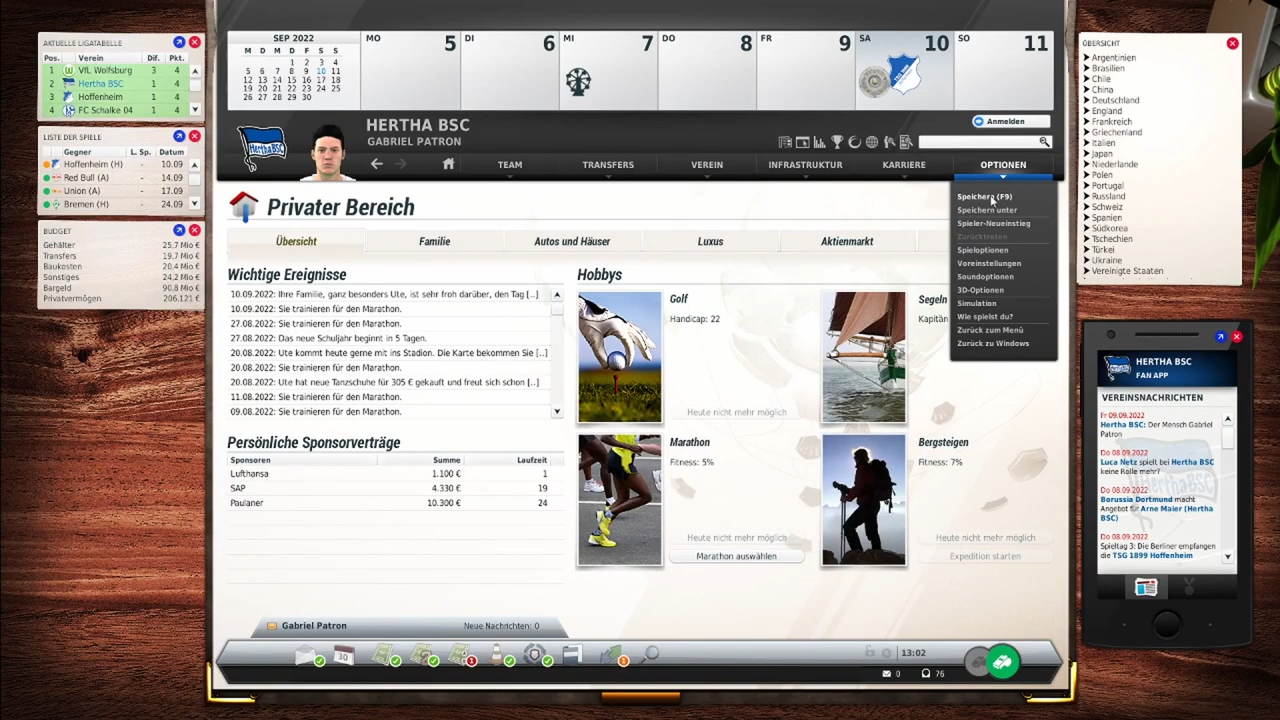 AKTUELLE LIGATABELLE
Pos. Verein Dif. Pkt.
1 VfL Wolfsburg 3 4
2 Hertha BSC 1 4
3 Hoffenheim 1 4
4 FC Schalke 04 1 4
LISTE DER SPIELE
Gegner L. Sp. Datum
Hoffenheim (H) - 10.09
Red Bull (A) - 14.09
Union (A) - 17.09
Bremen (H) - 24.09
BUDGET
Gehälter 25,7 Mio €
Transfers 19,7 Mio €
Baukosten 20,4 Mio €
Sonstiges 24,2 Mio €
Bargeld 90,8 Mio €
Privatvermögen 206.121 €
SEP 2022
M D M D F S S
1 2 3 4
5 6 7 8 9 10 11
12 13 14 15 16 17 18
19 20 21 22 23 24 25
26 27 28 29 30
MO 5
DI 6
MI 7
DO 8
FR 9
SA 10
SO 11
HERTHA BSC
GABRIEL PATRON
Anmelden
TEAM TRANSFERS VEREIN INFRASTRUKTUR KARRIERE OPTIONEN
Speichern (F9)
Speichern unter
Spieler-Neueinstieg
Zurücktreten
Spieloptionen
Voreinstellungen
Soundoptionen
3D-Optionen
Simulation
Wie spielst du?
Zurück zum Menü
Zurück zu Windows
Privater Bereich
Übersicht Familie Autos und Häuser Luxus Aktienmarkt
Wichtige Ereignisse
10.09.2022: Ihre Familie, ganz besonders Ute, ist sehr froh darüber, den Tag [..]
10.09.2022: Sie trainieren für den Marathon.
27.08.2022: Sie trainieren für den Marathon.
27.08.2022: Das neue Schuljahr beginnt in 5 Tagen.
20.08.2022: Ute kommt heute gerne mit ins Stadion. Die Karte bekommen Sie [..]
20.08.2022: Sie trainieren für den Marathon.
20.08.2022: Ute hat neue Tanzschuhe für 305 € gekauft und freut sich schon [..]
11.08.2022: Sie trainieren für den Marathon.
09.08.2022: Sie trainieren für den Marathon.
Persönliche Sponsorverträge
Sponsoren Summe Laufzeit
Lufthansa 1.100 € 1
SAP 4.330 € 19
Paulaner 10.300 € 24
Hobbys
Golf
Handicap: 22
Heute nicht mehr möglich
Segeln
Kapitän
Marathon
Fitness: 5%
Heute nicht mehr möglich
Marathon auswählen
Bergsteigen
Fitness: 7%
Heute nicht mehr möglich
Expedition starten
Gabriel Patron Neue Nachrichten: 0
30
1
1
13:02
0 76
ÜBERSICHT
Argentinien
Brasilien
Chile
China
Deutschland
England
Frankreich
Griechenland
Italien
Japan
Niederlande
Polen
Portugal
Russland
Schweiz
Spanien
Südkorea
Tschechien
Türkei
Ukraine
Vereinigte Staaten
HERTHA BSC
FAN APP
VEREINSNACHRICHTEN
Fr 09.09.2022
Hertha BSC: Der Mensch Gabriel
Patron
Do 08.09.2022
Luca Netz spielt bei Hertha BSC
keine Rolle mehr?
Do 08.09.2022
Borussia Dortmund macht
Angebot für Arne Maier (Hertha
BSC)
Do 08.09.2022
Spieltag 3: Die Berliner empfangen
die TSG 1899 Hoffenheim